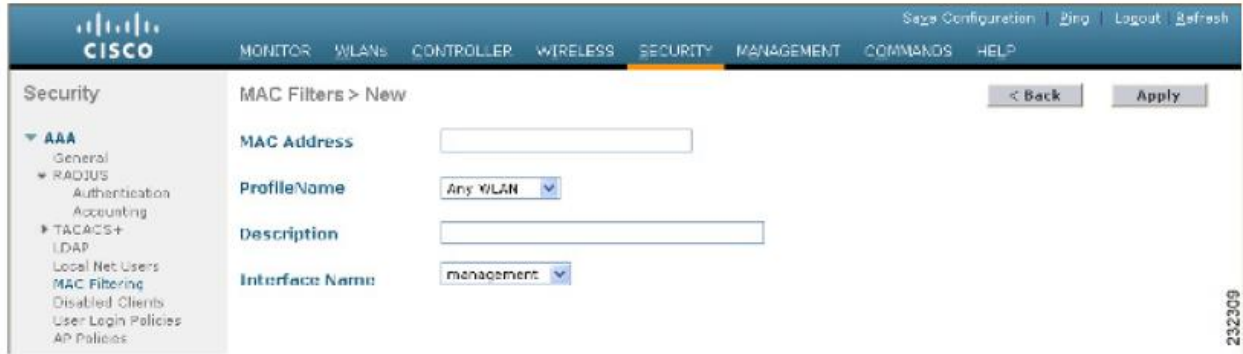 Save Configuration | Ping | Logout | Refresh
CISCO
MONITOR WLANs CONTROLLER WIRELESS SECURITY MANAGEMENT COMMANDS HELP
Security
MAC Filters > New
< Back
Apply
AAA
General
RADIUS
Authentication
Accounting
TACACS+
LDAP
Local Net Users
MAC Filtering
Disabled Clients
User Login Policies
AP Policies
MAC Address
ProfileName
Any WLAN
Description
Interface Name
management
232309